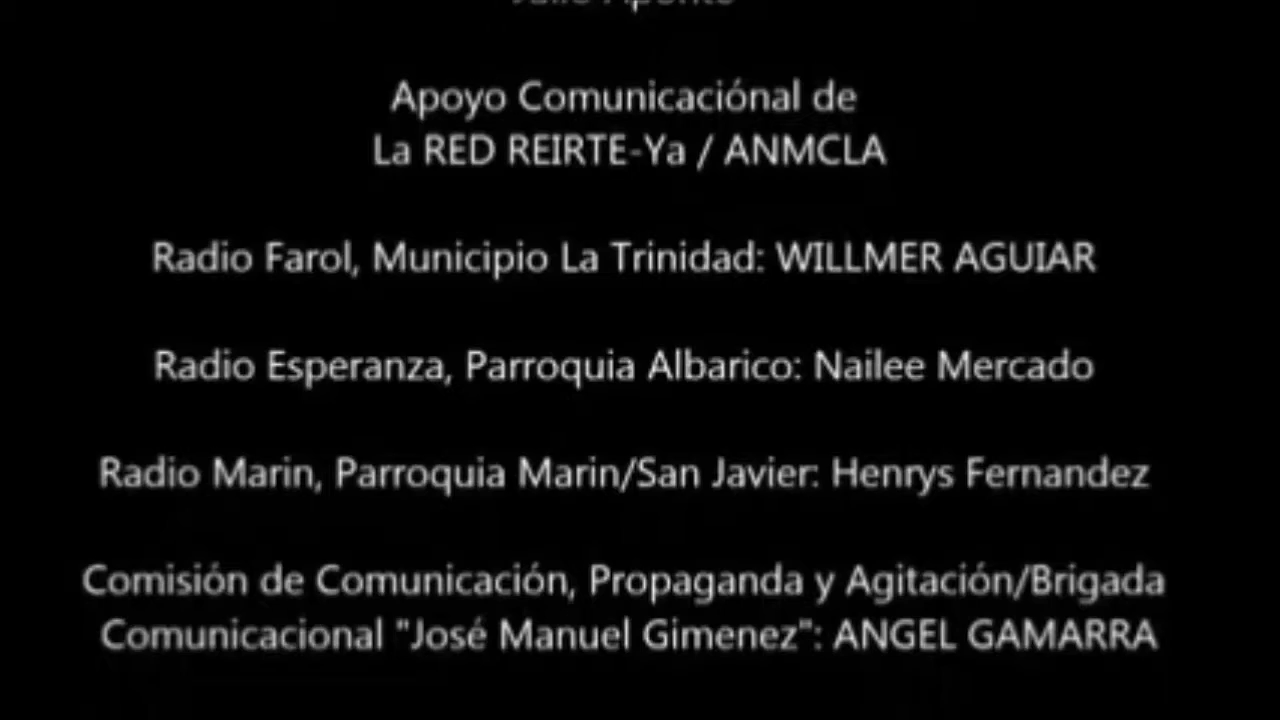 Apoyo Comunicaciónal de
La RED REIRTE-Ya / ANMCLA
Radio Farol, Municipio La Trinidad: WILLMER AGUIAR
Radio Esperanza, Parroquia Albarico: Nailee Mercado
Radio Marin, Parroquia Marin/San Javier: Henrys Fernandez
Comisión de Comunicación, Propaganda y Agitación/Brigada
Comunicacional "José Manuel Gimenez": ANGEL GAMARRA